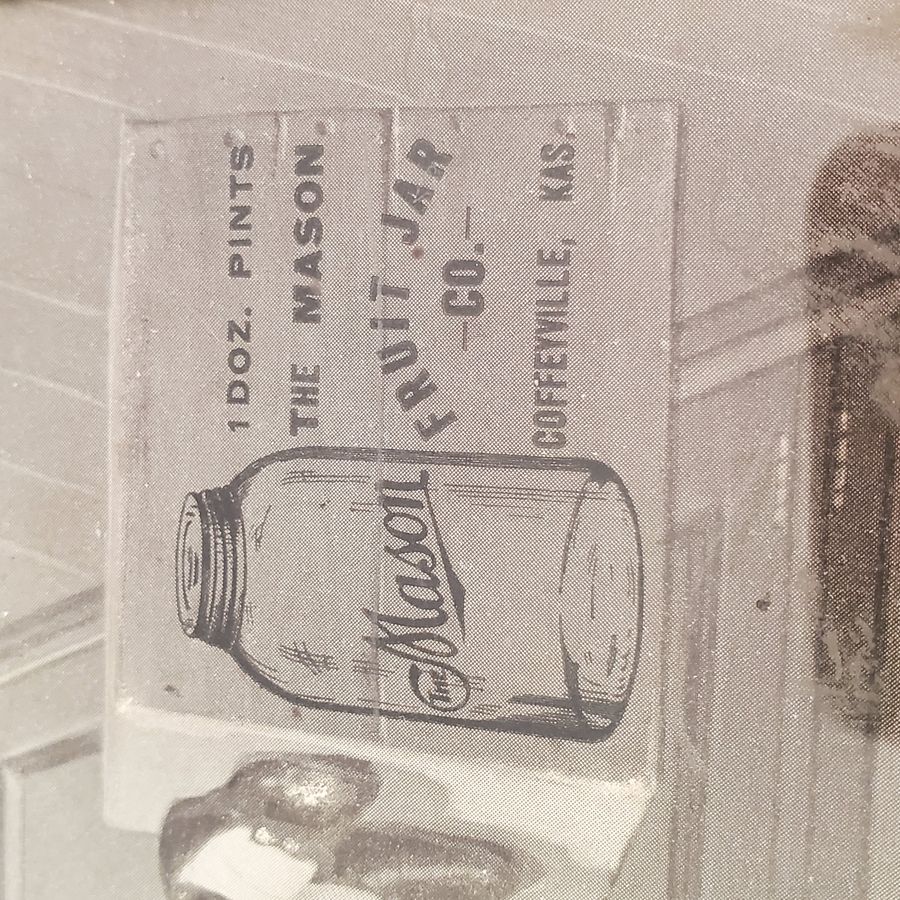 1 DOZ. PINTS
THE MASON
FRUIT JAR
CO.
COFFEYVILLE, KAS.
THE Mason